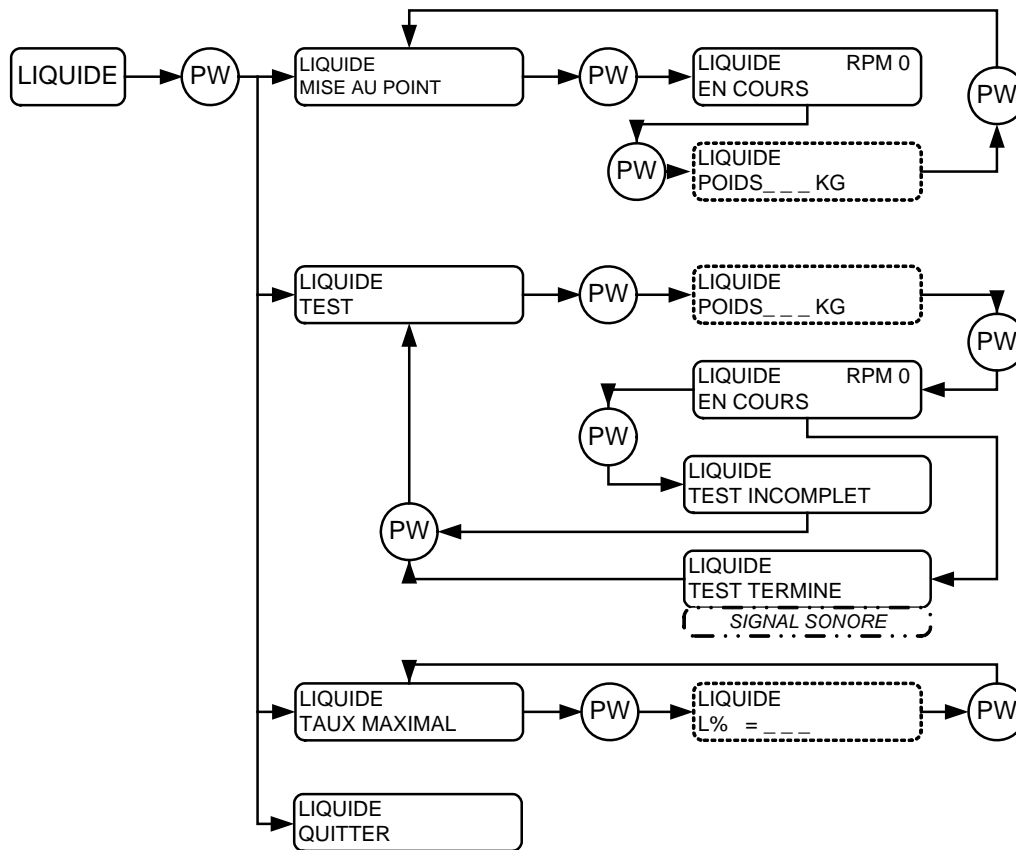 LIQUIDE
PW
LIQUIDE
MISE AU POINT
PW
LIQUIDE RPM 0
EN COURS
PW
PW
LIQUIDE
POIDS_ _ _ KG
LIQUIDE
TEST
PW
LIQUIDE
POIDS_ _ _ KG
PW
LIQUIDE RPM 0
EN COURS
PW
LIQUIDE
TEST INCOMPLET
PW
LIQUIDE
TEST TERMINE
SIGNAL SONORE
LIQUIDE
TAUX MAXIMAL
PW
LIQUIDE
L% = _ _ _
PW
LIQUIDE
QUITTER